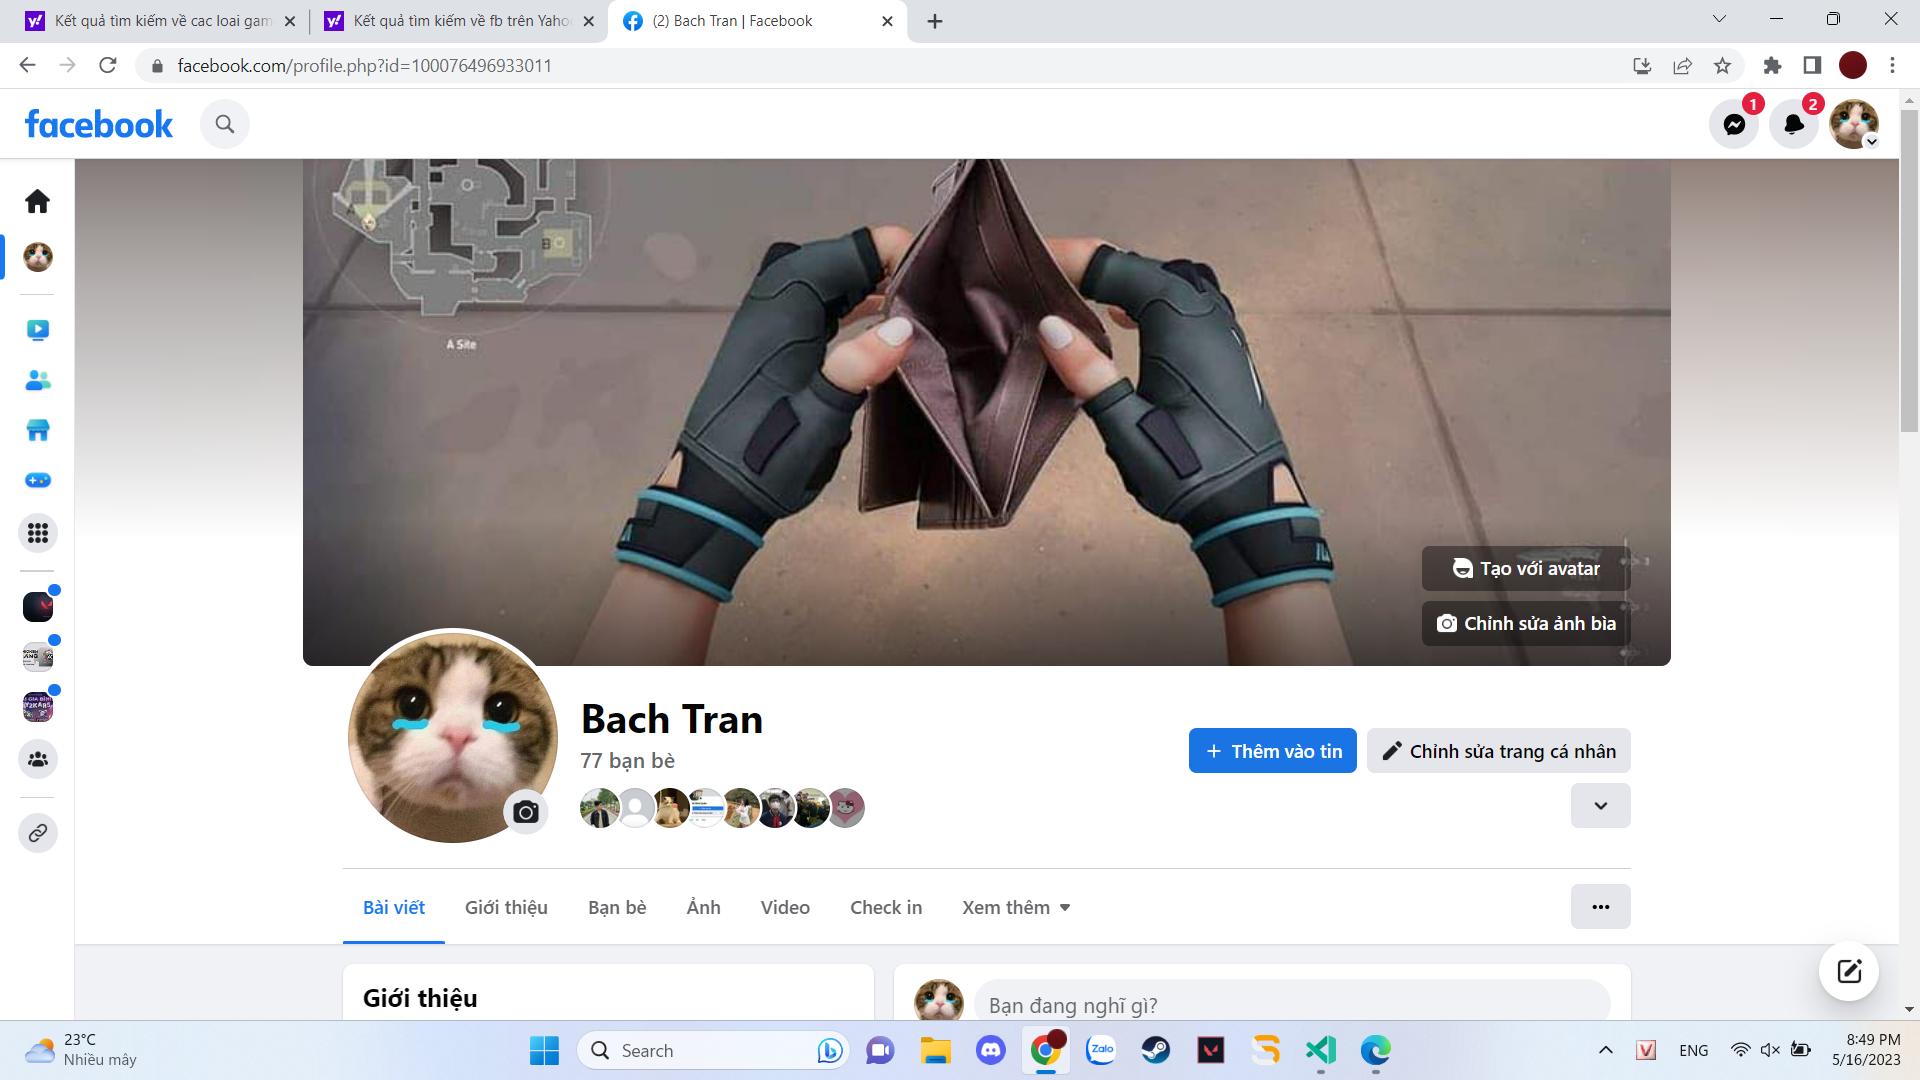 Kết quả tìm kiếm về cac loai gam
Kết quả tìm kiếm về fb trên Yaho
(2) Bach Tran | Facebook
facebook.com/profile.php?id=100076496933011
facebook
1
2
A Site
B
Tạo với avatar
Chỉnh sửa ảnh bìa
Bach Tran
77 bạn bè
+ Thêm vào tin
Chỉnh sửa trang cá nhân
Bài viết
Giới thiệu
Bạn bè
Ảnh
Video
Check in
Xem thêm
Giới thiệu
Bạn đang nghĩ gì?
23°C
Nhiều mây
Search
Zalo
ENG
8:49 PM
5/16/2023